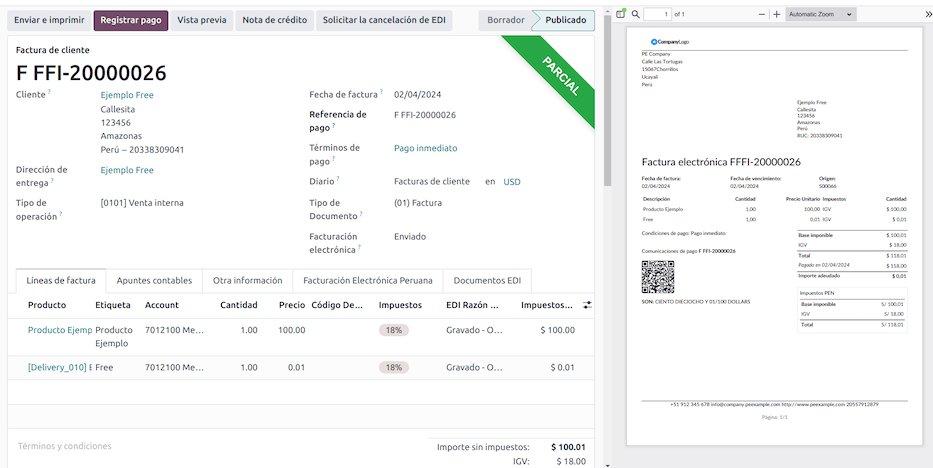 Enviar e imprimir Registrar pago Vista previa Nota de crédito Solicitar la cancelación de EDI Borrador Publicado
Factura de cliente
F FFI-20000026
PARCIAL
Cliente ? Ejemplo Free
Callesita
123456
Amazonas
Perú – 20338309041
Dirección de entrega ? Ejemplo Free
Tipo de operación ? [0101] Venta interna
Fecha de factura ? 02/04/2024
Referencia de pago ? F FFI-20000026
Términos de pago ? Pago inmediato
Diario ? Facturas de cliente en USD
Tipo de Documento ? (01) Factura
Facturación electrónica ? Enviado
Líneas de factura Apuntes contables Otra información Facturación Electrónica Peruana Documentos EDI
Producto Etiqueta Account Cantidad Precio Código De... Impuestos EDI Razón ... Impuestos...
Producto Ejemp Producto Ejemplo 7012100 Me... 1.00 100.00 18% Gravado - O... $ 100.00
[Delivery_010] E Free 7012100 Me... 1.00 0.01 18% Gravado - O... $ 0.01
Términos y condiciones
Importe sin impuestos: $ 100.01
IGV: $ 18.00
1 of 1 Automatic Zoom
CompanyLogo
PE Company
Calle Las Tortugas
15067Chorrillos
Ucayali
Perú
Ejemplo Free
Callesita
123456
Amazonas
Perú
RUC: 20338309041
Factura electrónica FFFI-20000026
Fecha de factura: Fecha de vencimiento: Origen:
02/04/2024 02/04/2024 S00066
Descripción Cantidad Precio Unitario Impuestos Cantidad
Producto Ejemplo 1,00 100,00 IGV $ 100,00
Free 1,00 0,01 IGV $ 0,01
Condiciones de pago: Pago inmediato
Comunicaciones de pago F FFI-20000026
Base imponible $ 100,01
IGV $ 18,00
Total $ 118,01
Pagado en 02/04/2024 $ 118,00
Importe adeudado $ 0,01
SON: CIENTO DIECIOCHO Y 01/100 DOLLARS
Impuestos PEN
Base imponible S/ 100,01
IGV S/ 18,00
Total S/ 118,01
+51 912 345 678 info@company.peexample.com http://www.peexample.com 20557912879
Página: 1/1